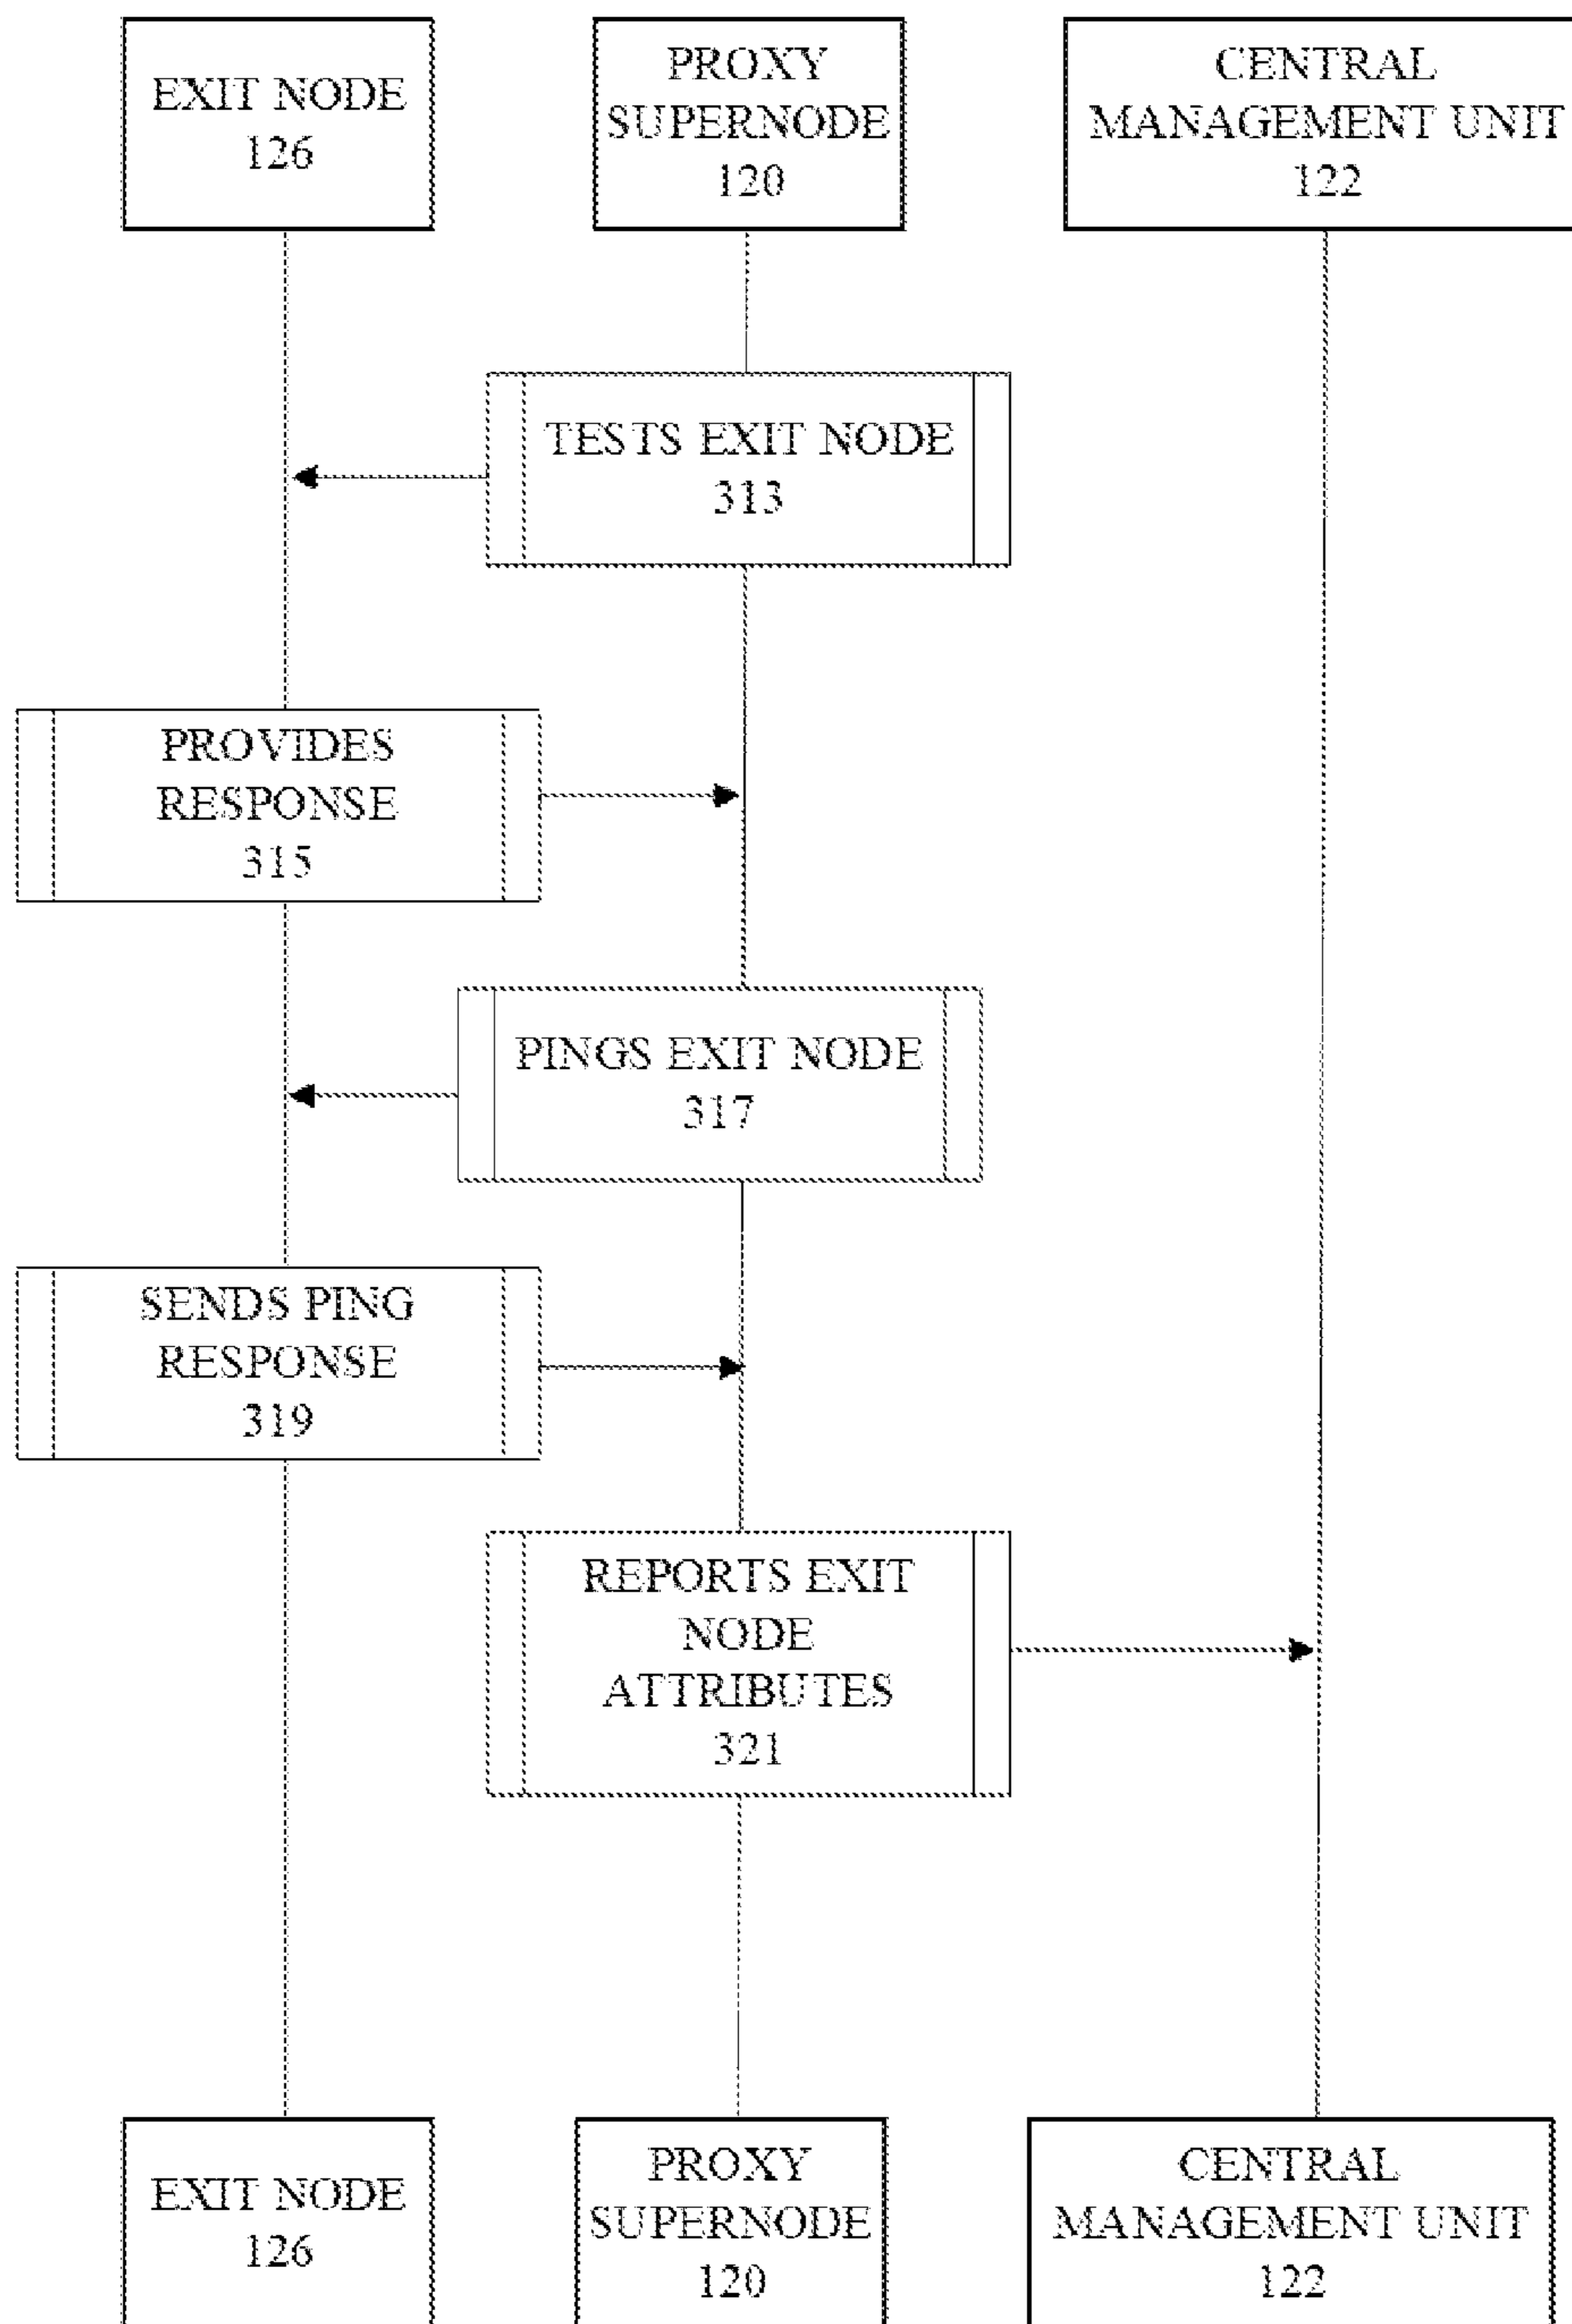 EXIT NODE
126
PROXY
SUPERNODE
120
CENTRAL
MANAGEMENT UNIT
122
TESTS EXIT NODE
313
PROVIDES
RESPONSE
315
PINGS EXIT NODE
317
SENDS PING
RESPONSE
319
REPORTS EXIT
NODE
ATTRIBUTES
321
EXIT NODE
126
PROXY
SUPERNODE
120
CENTRAL
MANAGEMENT UNIT
122